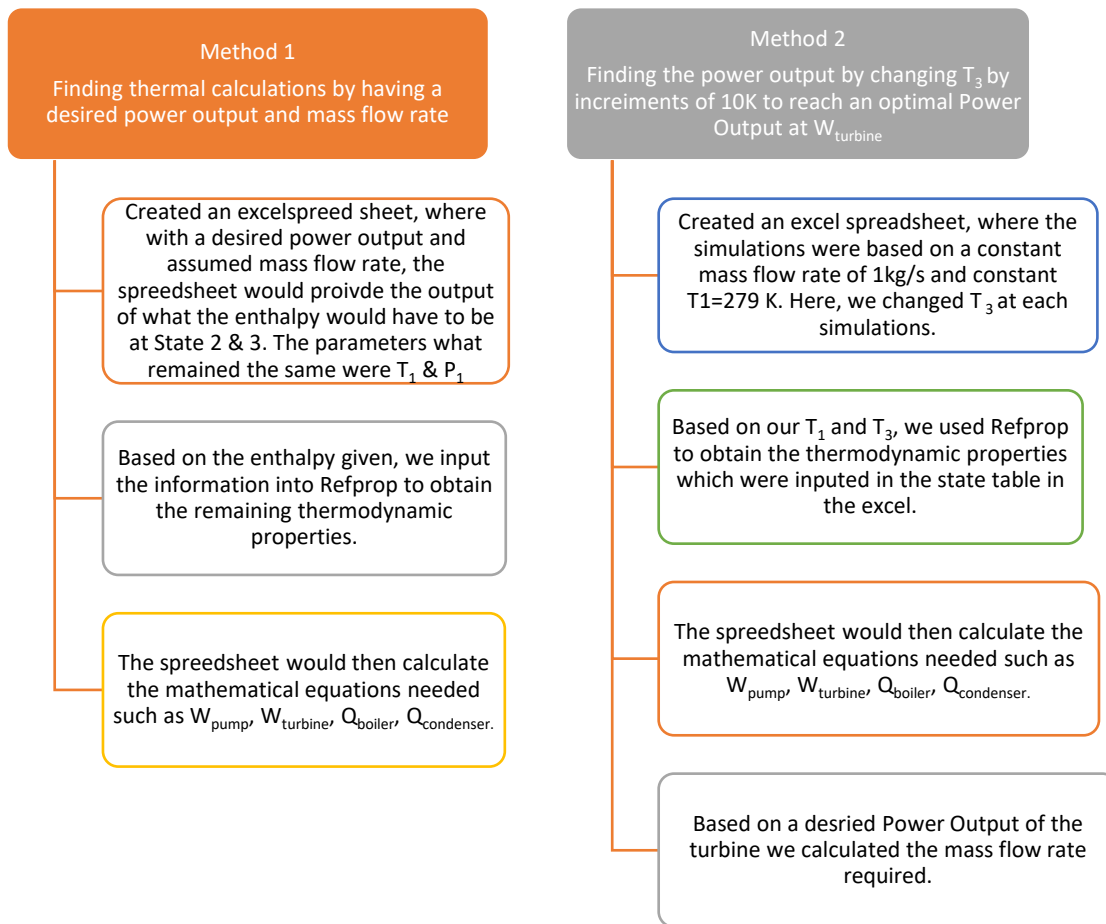 Method 1
Finding thermal calculations by having a
desired power output and mass flow rate
Created an excelspreed sheet, where
with a desired power output and
assumed mass flow rate, the
spreedsheet would proivde the output
of what the enthalpy would have to be
at State 2 & 3. The parameters what
remained the same were T1 & P1
Based on the enthalpy given, we input
the information into Refprop to obtain
the remaining thermodynamic
properties.
The spreedsheet would then calculate
the mathematical equations needed
such as Wpump, Wturbine, Qboiler, Qcondenser.
Method 2
Finding the power output by changing T3 by
increiments of 10K to reach an optimal Power
Output at Wturbine
Created an excel spreadsheet, where the
simulations were based on a constant
mass flow rate of 1kg/s and constant
T1=279 K. Here, we changed T3 at each
simulations.
Based on our T1 and T3, we used Refprop
to obtain the thermodynamic properties
which were inputed in the state table in
the excel.
The spreedsheet would then calculate the
mathematical equations needed such as
Wpump, Wturbine, Qboiler, Qcondenser.
Based on a desried Power Output of the
turbine we calculated the mass flow rate
required.